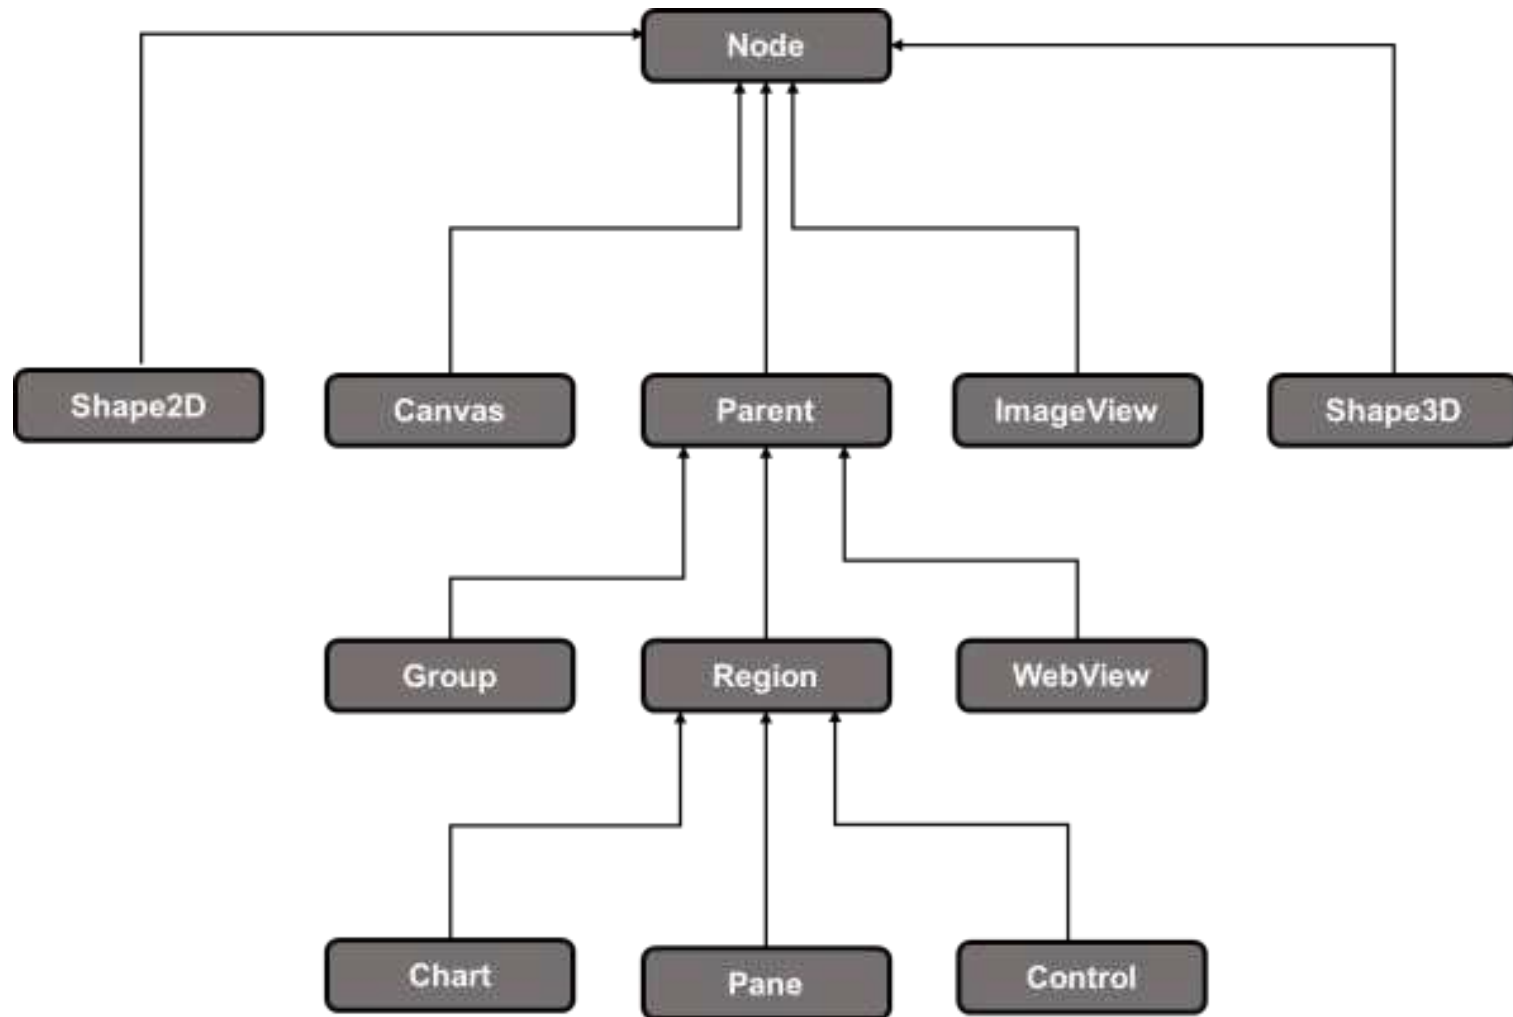 Node
Shape2D
Canvas
Parent
ImageView
Shape3D
Group
Region
WebView
Chart
Pane
Control